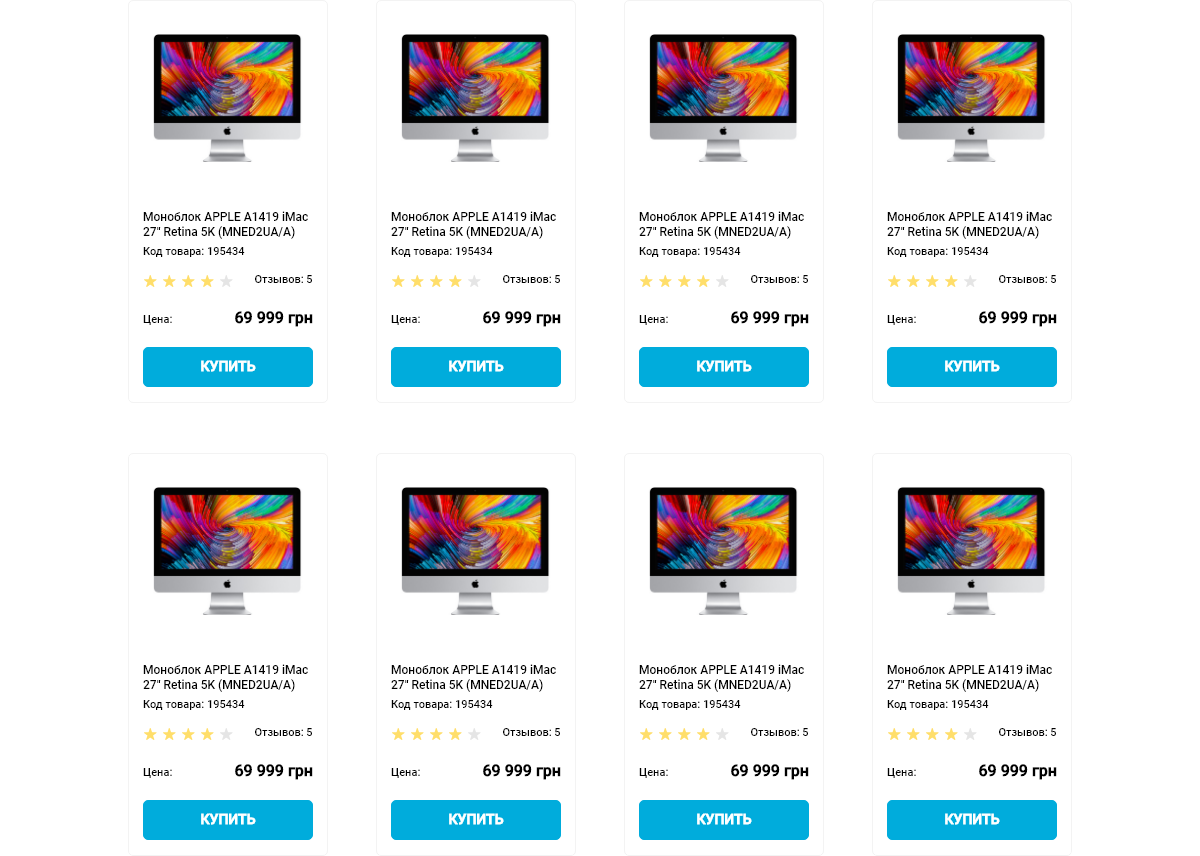 Моноблок APPLE A1419 iMac
27" Retina 5K (MNED2UA/A)
Код товара: 195434
Отзывов: 5
Цена: 69 999 грн
КУПИТЬ
Моноблок APPLE A1419 iMac
27" Retina 5K (MNED2UA/A)
Код товара: 195434
Отзывов: 5
Цена: 69 999 грн
КУПИТЬ
Моноблок APPLE A1419 iMac
27" Retina 5K (MNED2UA/A)
Код товара: 195434
Отзывов: 5
Цена: 69 999 грн
КУПИТЬ
Моноблок APPLE A1419 iMac
27" Retina 5K (MNED2UA/A)
Код товара: 195434
Отзывов: 5
Цена: 69 999 грн
КУПИТЬ
Моноблок APPLE A1419 iMac
27" Retina 5K (MNED2UA/A)
Код товара: 195434
Отзывов: 5
Цена: 69 999 грн
КУПИТЬ
Моноблок APPLE A1419 iMac
27" Retina 5K (MNED2UA/A)
Код товара: 195434
Отзывов: 5
Цена: 69 999 грн
КУПИТЬ
Моноблок APPLE A1419 iMac
27" Retina 5K (MNED2UA/A)
Код товара: 195434
Отзывов: 5
Цена: 69 999 грн
КУПИТЬ
Моноблок APPLE A1419 iMac
27" Retina 5K (MNED2UA/A)
Код товара: 195434
Отзывов: 5
Цена: 69 999 грн
КУПИТЬ